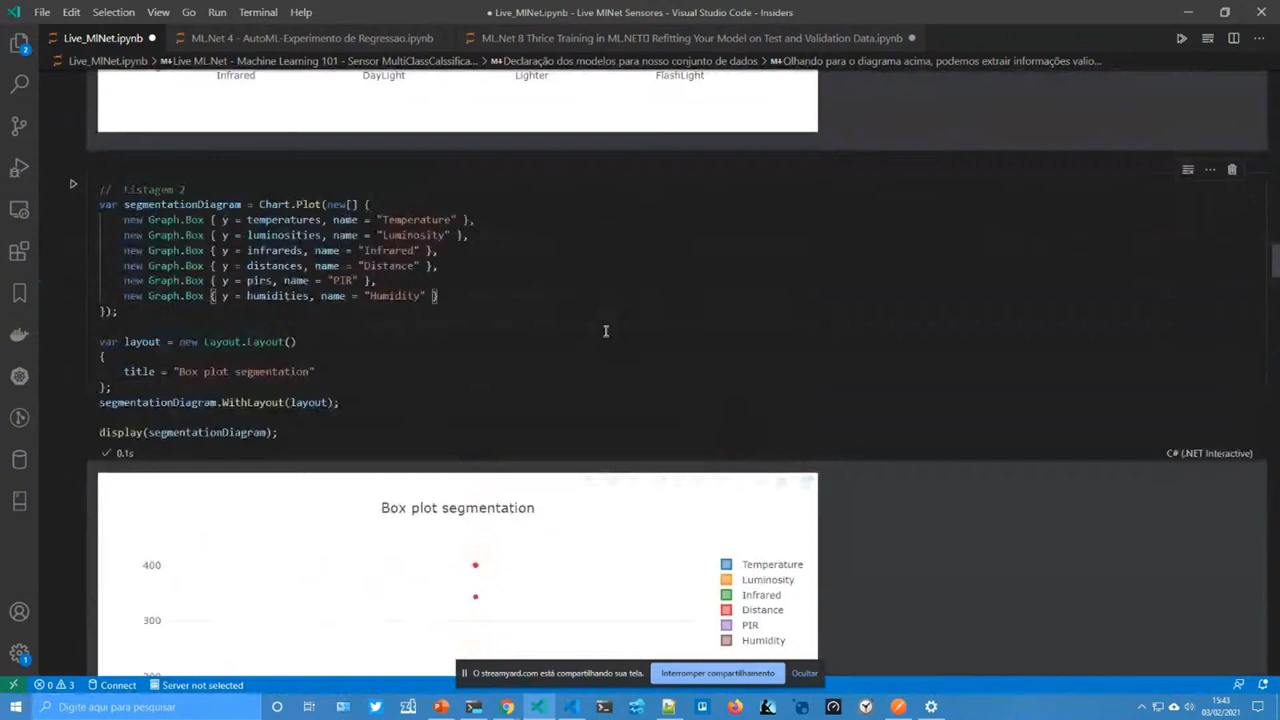 File Edit Selection View Go Run Terminal Help
● Live_MlNet.ipynb - Live MlNet Sensores - Visual Studio Code - Insiders
Live_MlNet.ipynb ●
ML.Net 4 - AutoML-Experimento de Regressao.ipynb
ML.Net 8 Thrice Training in ML.NET Refitting Your Model on Test and Validation Data.ipynb ●
Live_MlNet.ipynb > M↓Live ML.Net - Machine Learning 101 - Sensor MultiClassCalssifica... > M↓Declaração dos modelos para nosso conjunto de dados > M↓Olhando para o diagrama acima, podemos extrair informações valio...
Infrared DayLight Lighter FlashLight
// Listagem 2
var segmentationDiagram = Chart.Plot(new[] {
new Graph.Box { y = temperatures, name = "Temperature" },
new Graph.Box { y = luminosities, name = "Luminosity" },
new Graph.Box { y = infrareds, name = "Infrared" },
new Graph.Box { y = distances, name = "Distance" },
new Graph.Box { y = pirs, name = "PIR" },
new Graph.Box { y = humidities, name = "Humidity" }
});
var layout = new Layout.Layout()
{
title = "Box plot segmentation"
};
segmentationDiagram.WithLayout(layout);
display(segmentationDiagram);
✓ 0.1s
C# (.NET Interactive)
Box plot segmentation
400
300
Temperature
Luminosity
Infrared
Distance
PIR
Humidity
O streamyard.com está compartilhando sua tela.
Interromper compartilhamento
Ocultar
0 3 Connect Server not selected
Digite aqui para pesquisar
15:43
03/02/2021